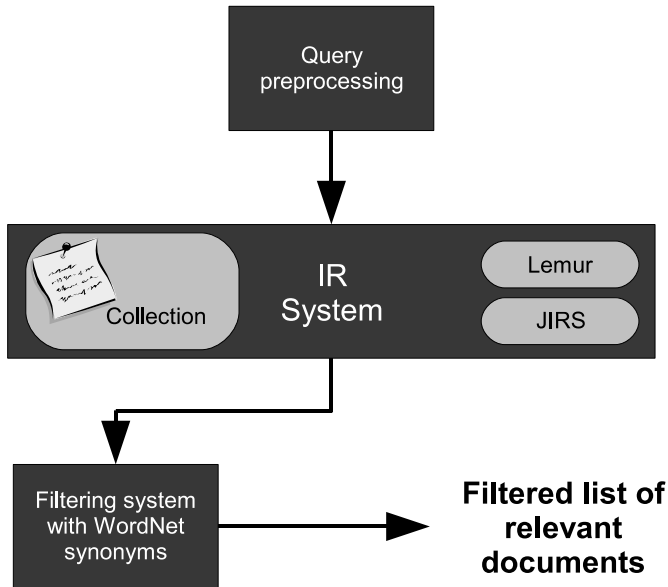 Query
preprocessing
Collection
IR
System
Lemur
JIRS
Filtering system
with WordNet
synonyms
Filtered list of
relevant
documents